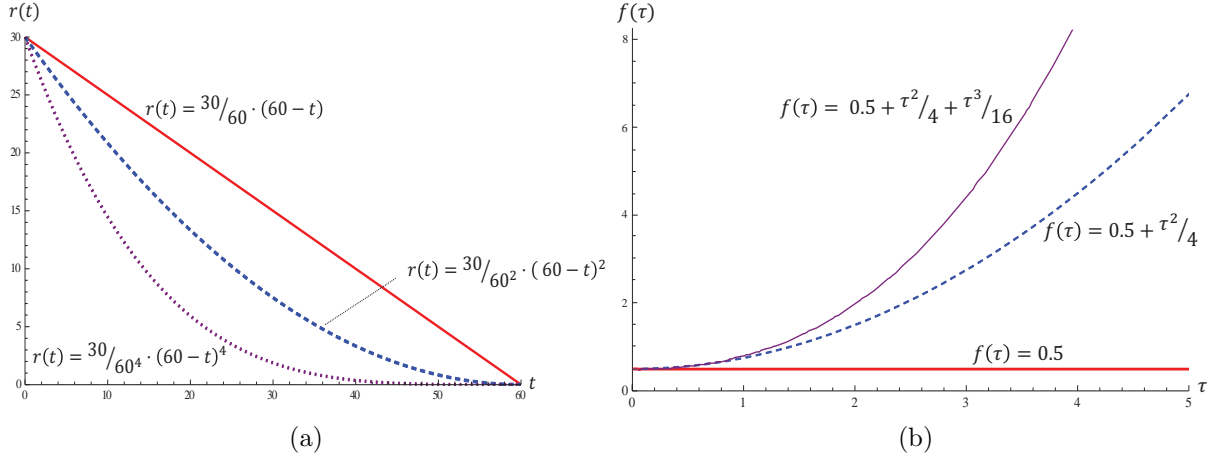 r(t)
30
25
20
15
10
5
0
0
10
20
30
40
50
60
t
r(t) = 30/60 · (60 − t)
r(t) = 30/60² · ( 60 − t)²
r(t) = 30/60⁴ · (60 − t)⁴
(a)
f(τ)
8
6
4
2
0
0
1
2
3
4
5
τ
f(τ) = 0.5 + τ²/4 + τ³/16
f(τ) = 0.5 + τ²/4
f(τ) = 0.5
(b)